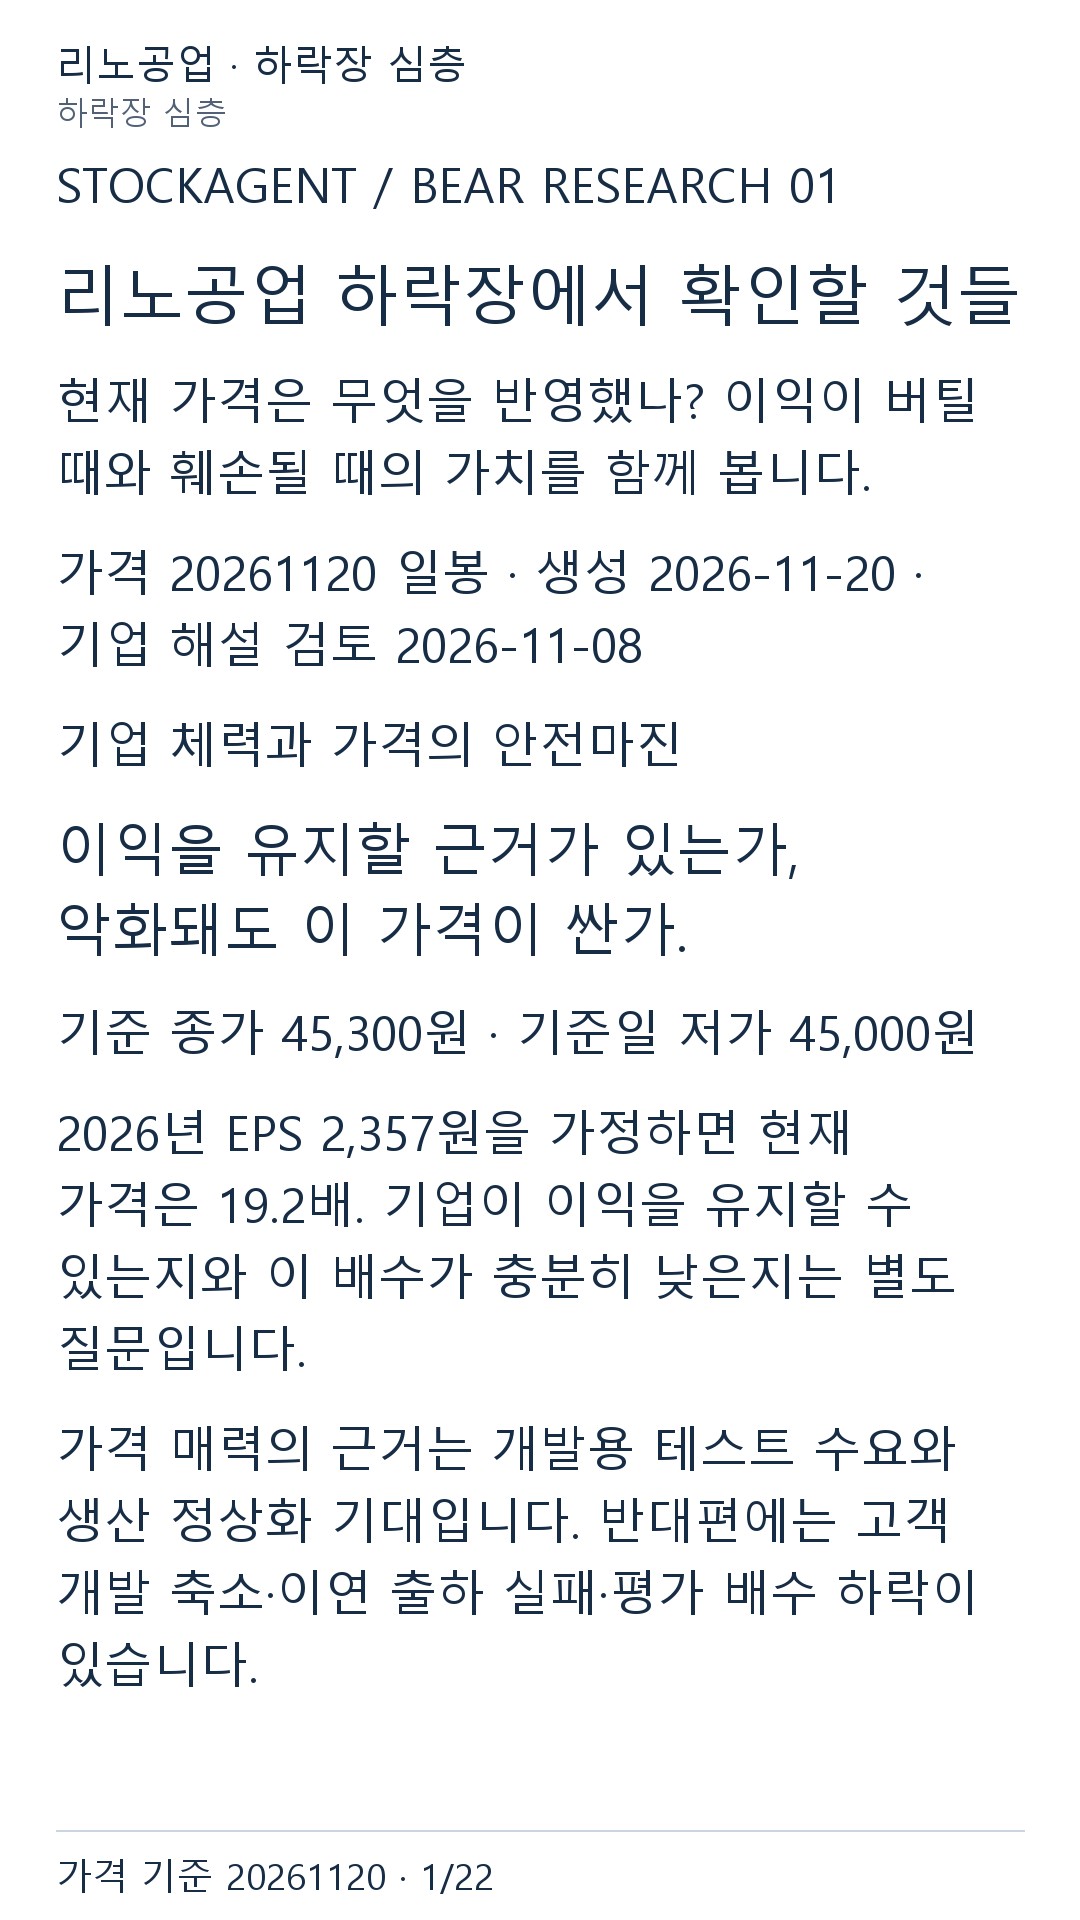 리노공업 · 하락장 심층
하락장 심층
STOCKAGENT / BEAR RESEARCH 01
리노공업 하락장에서 확인할 것들
현재 가격은 무엇을 반영했나? 이익이 버틸
때와 훼손될 때의 가치를 함께 봅니다.
가격 20261120 일봉 · 생성 2026-11-20 ·
기업 해설 검토 2026-11-08
기업 체력과 가격의 안전마진
이익을 유지할 근거가 있는가,
악화돼도 이 가격이 싼가.
기준 종가 45,300원 · 기준일 저가 45,000원
2026년 EPS 2,357원을 가정하면 현재
가격은 19.2배. 기업이 이익을 유지할 수
있는지와 이 배수가 충분히 낮은지는 별도
질문입니다.
가격 매력의 근거는 개발용 테스트 수요와
생산 정상화 기대입니다. 반대편에는 고객
개발 축소·이연 출하 실패·평가 배수 하락이
있습니다.
가격 기준 20261120 · 1/22